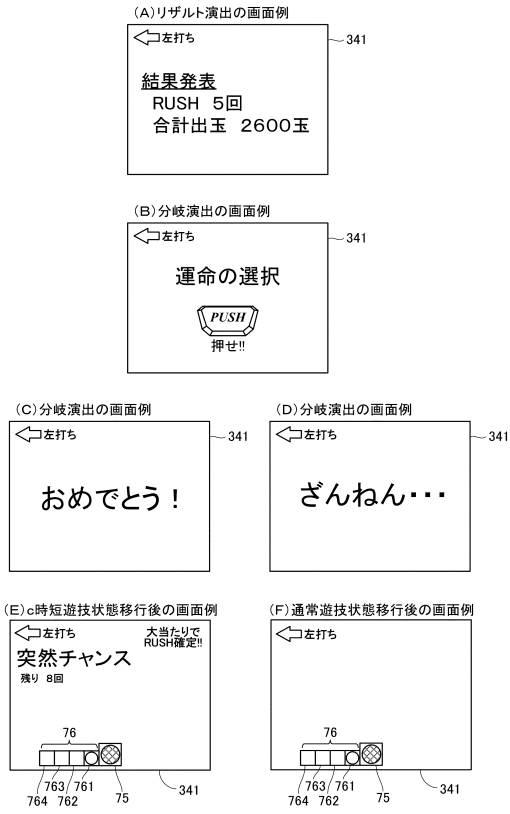 (A)リザルト演出の画面例
左打ち
341
結果発表
RUSH 5回
合計出玉 2600玉
(B)分岐演出の画面例
左打ち
341
運命の選択
PUSH
押せ!!
(C)分岐演出の画面例
左打ち
341
おめでとう！
(D)分岐演出の画面例
左打ち
341
ざんねん・・・
(E)c時短遊技状態移行後の画面例
左打ち
大当たりで
RUSH確定!!
突然チャンス
残り 8回
76
763 761
764 762 75 341
(F)通常遊技状態移行後の画面例
左打ち
76
763 761
764 762 75 341